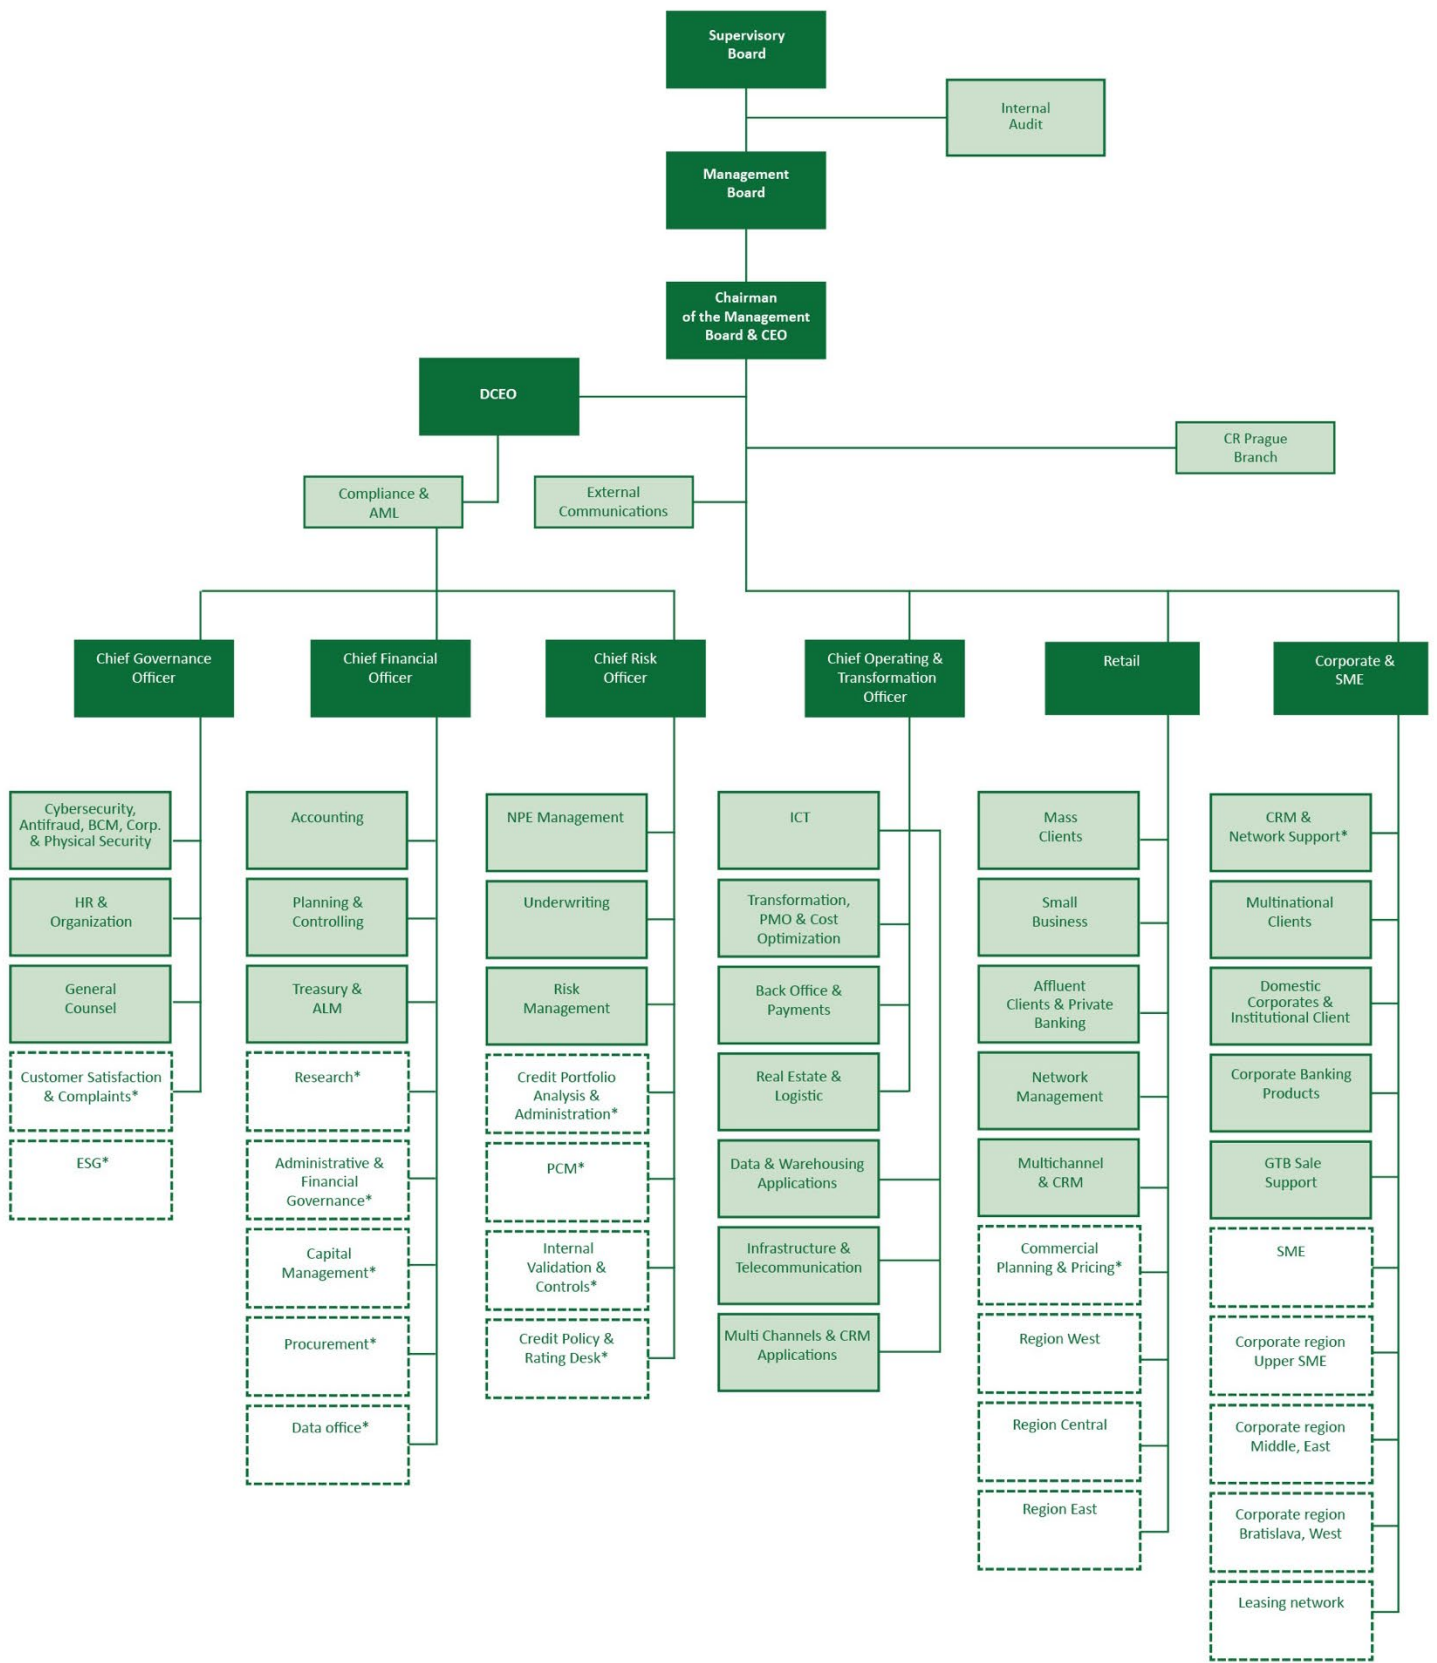 Supervisory
Board
Internal
Audit
Management
Board
Chairman
of the Management
Board & CEO
DCEO
CR Prague
Branch
Compliance &
AML
External
Communications
Chief Governance
Officer
Chief Financial
Officer
Chief Risk
Officer
Chief Operating &
Transformation
Officer
Retail
Corporate &
SME
Cybersecurity,
Antifraud, BCM, Corp.
& Physical Security
HR &
Organization
General
Counsel
Customer Satisfaction
& Complaints*
ESG*
Accounting
Planning &
Controlling
Treasury &
ALM
Research*
Administrative &
Financial
Governance*
Capital
Management*
Procurement*
Data office*
NPE Management
Underwriting
Risk
Management
Credit Portfolio
Analysis &
Administration*
PCM*
Internal
Validation &
Controls*
Credit Policy &
Rating Desk*
ICT
Transformation,
PMO & Cost
Optimization
Back Office &
Payments
Real Estate &
Logistic
Data & Warehousing
Applications
Infrastructure &
Telecommunication
Multi Channels & CRM
Applications
Mass
Clients
Small
Business
Affluent
Clients & Private
Banking
Network
Management
Multichannel
& CRM
Commercial
Planning & Pricing*
Region West
Region Central
Region East
CRM &
Network Support*
Multinational
Clients
Domestic
Corporates &
Institutional Client
Corporate Banking
Products
GTB Sale
Support
SME
Corporate region
Upper SME
Corporate region
Middle, East
Corporate region
Bratislava, West
Leasing network